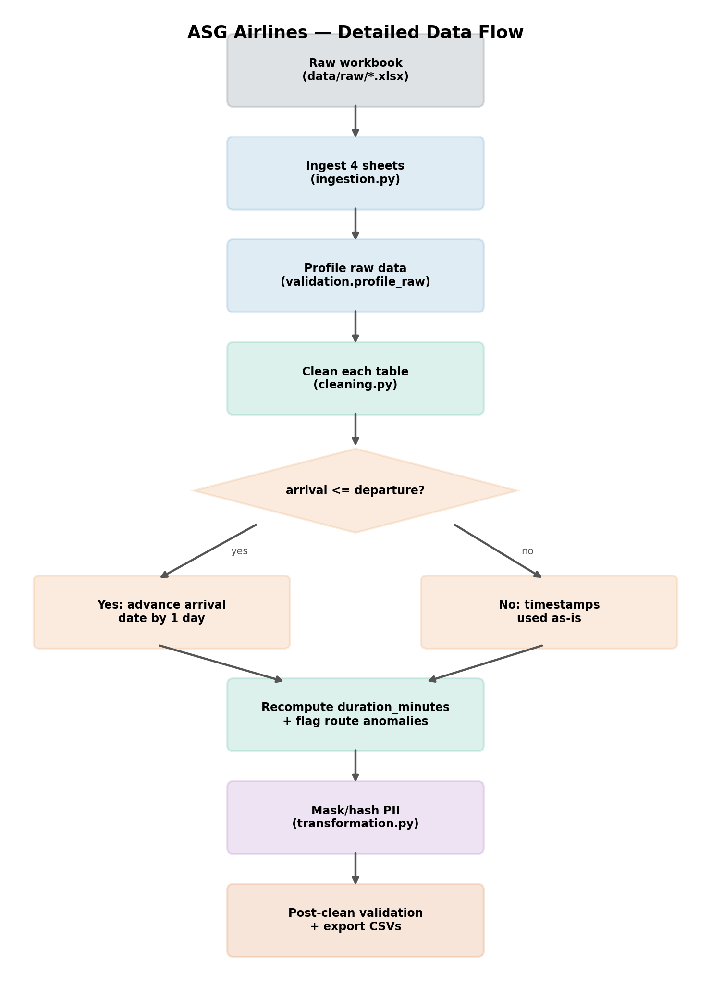 ASG Airlines — Detailed Data Flow
Raw workbook
(data/raw/*.xlsx)
Ingest 4 sheets
(ingestion.py)
Profile raw data
(validation.profile_raw)
Clean each table
(cleaning.py)
arrival <= departure?
yes
no
Yes: advance arrival
date by 1 day
No: timestamps
used as-is
Recompute duration_minutes
+ flag route anomalies
Mask/hash PII
(transformation.py)
Post-clean validation
+ export CSVs